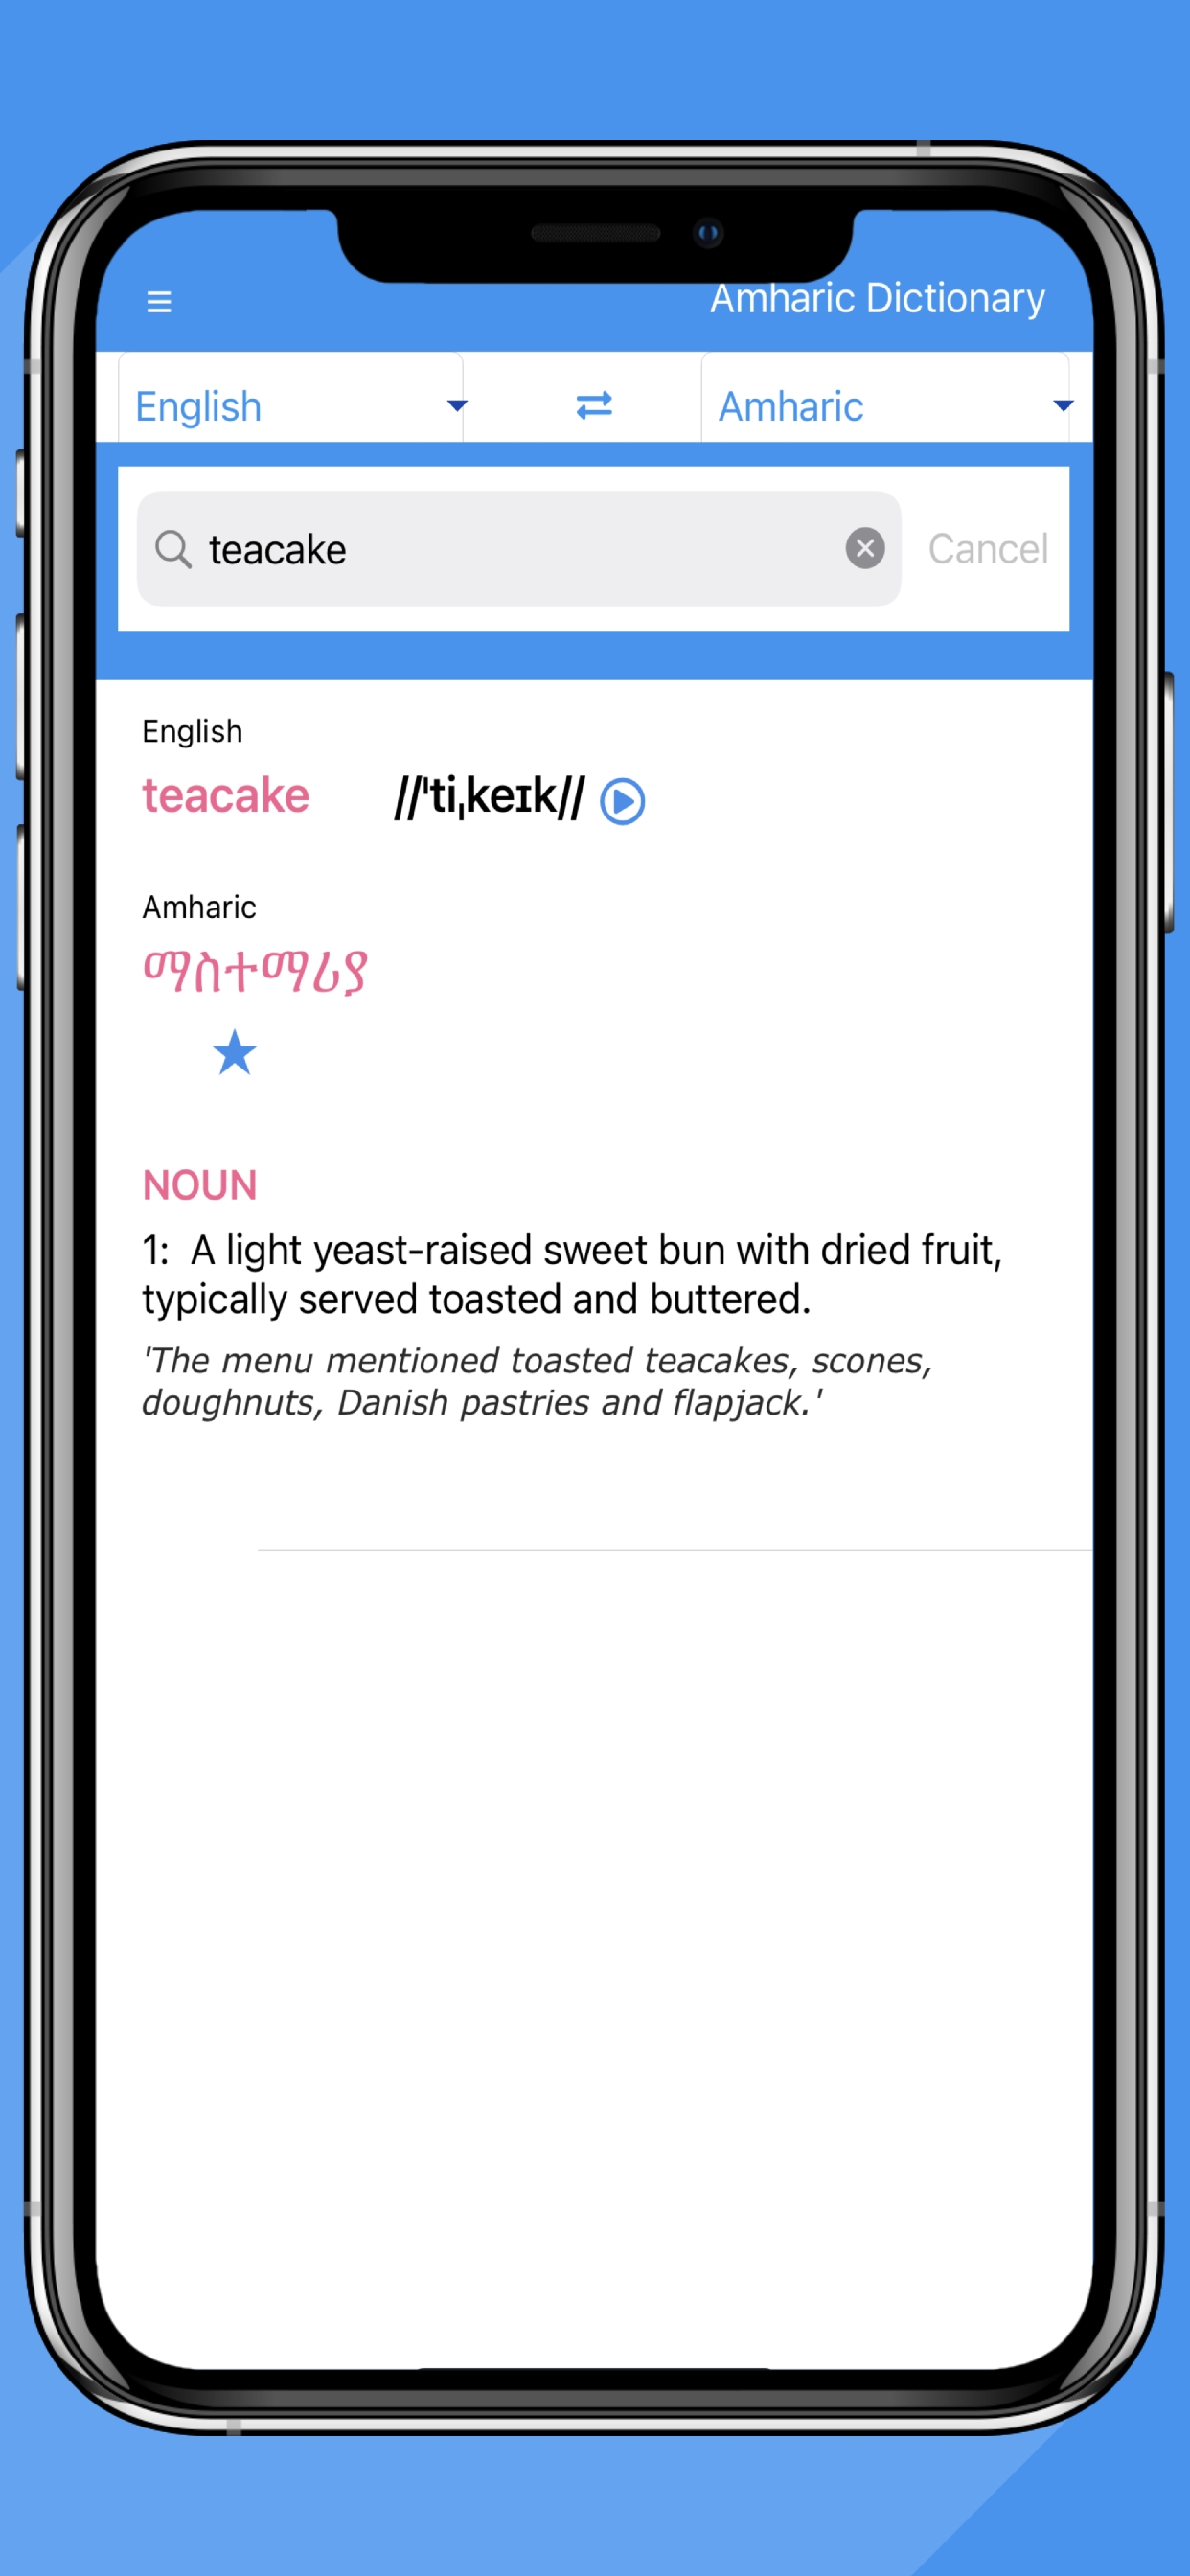 Amharic Dictionary
English
Amharic
teacake
Cancel
English
teacake //ˈtiˌkeɪk//
Amharic
ማስተማሪያ
NOUN
1: A light yeast-raised sweet bun with dried fruit,
typically served toasted and buttered.
'The menu mentioned toasted teacakes, scones,
doughnuts, Danish pastries and flapjack.'